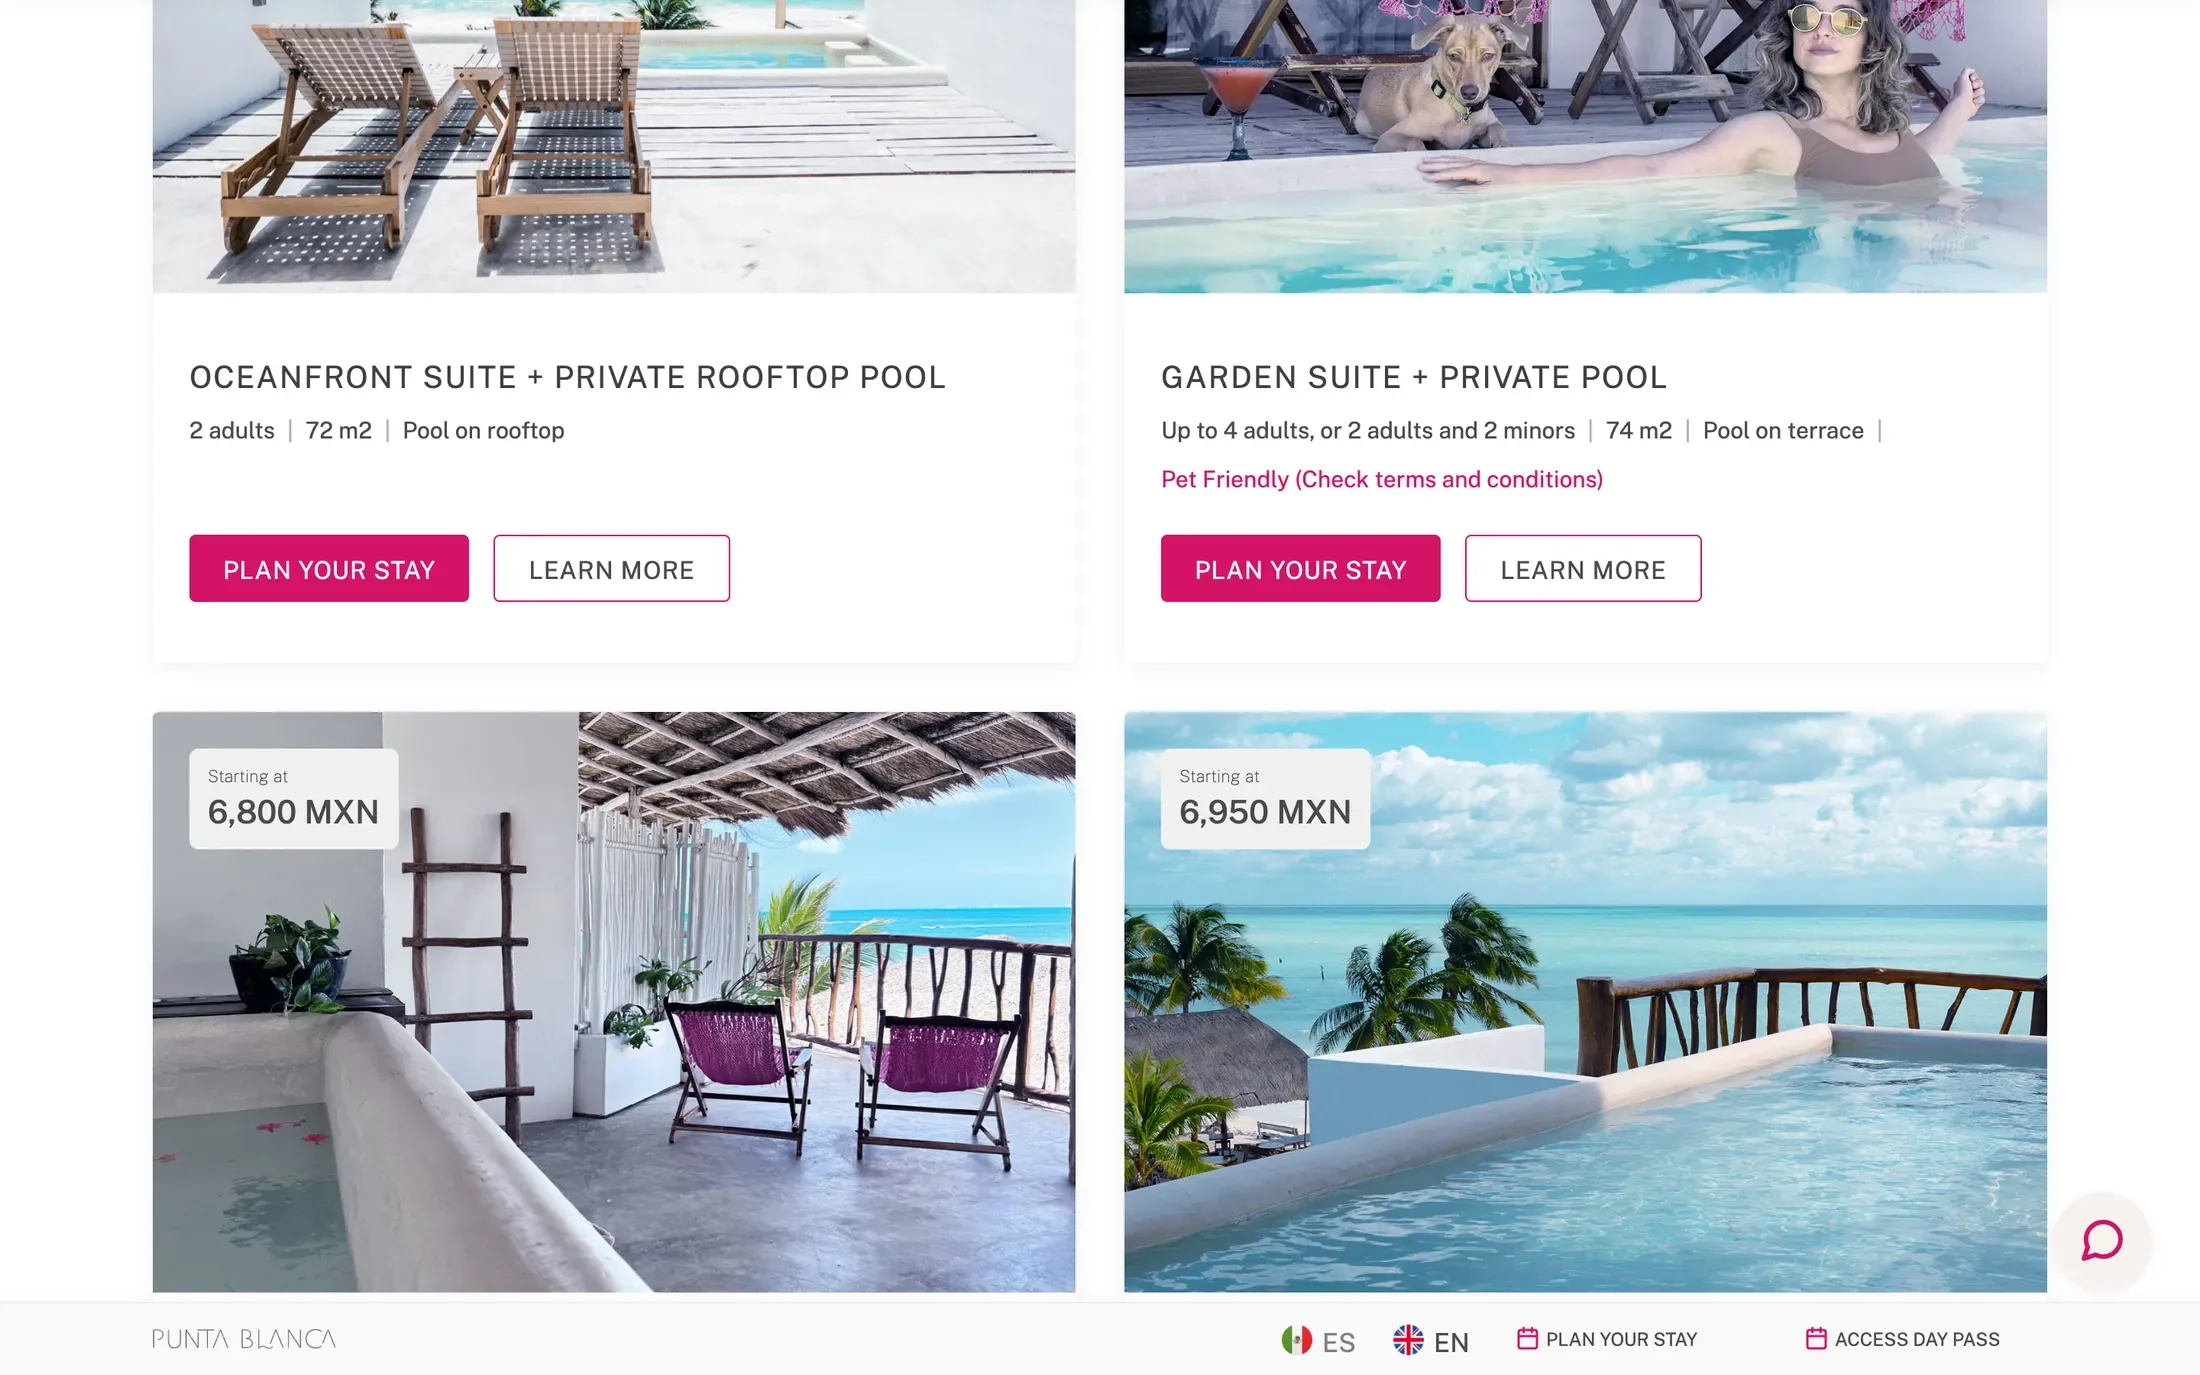 OCEANFRONT SUITE + PRIVATE ROOFTOP POOL
2 adults | 72 m2 | Pool on rooftop
PLAN YOUR STAY
LEARN MORE
GARDEN SUITE + PRIVATE POOL
Up to 4 adults, or 2 adults and 2 minors | 74 m2 | Pool on terrace |
Pet Friendly (Check terms and conditions)
PLAN YOUR STAY
LEARN MORE
Starting at
6,800 MXN
Starting at
6,950 MXN
PUNTA BLANCA
ES
EN
PLAN YOUR STAY
ACCESS DAY PASS